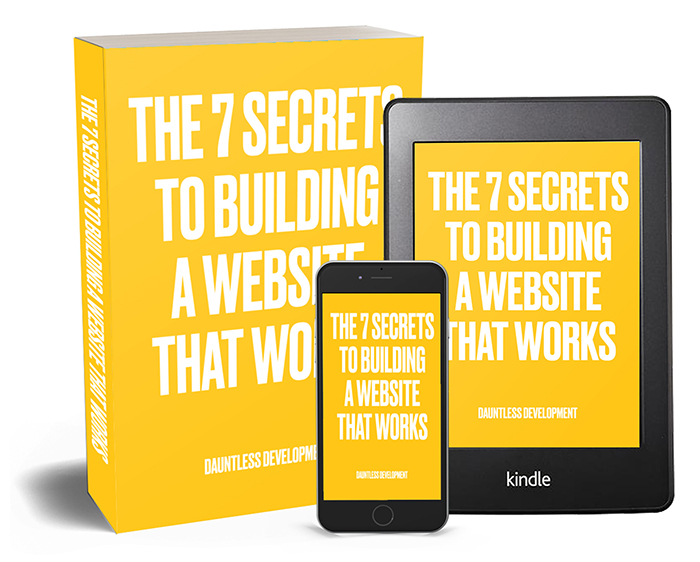 THE 7 SECRETS TO BUILDING A WEBSITE THAT WORKS
THE 7 SECRETS
TO BUILDING
A WEBSITE
THAT WO
DAUNTLESS DEVELOPM
THE 7 SECRETS
TO BUILDING
A WEBSITE
THAT WORKS
DAUNTLESS DEVELOPMENT
THE 7 SECRETS
TO BUILDING
A WEBSITE
THAT WORKS
DAUNTLESS DEVELOPMENT
kindle